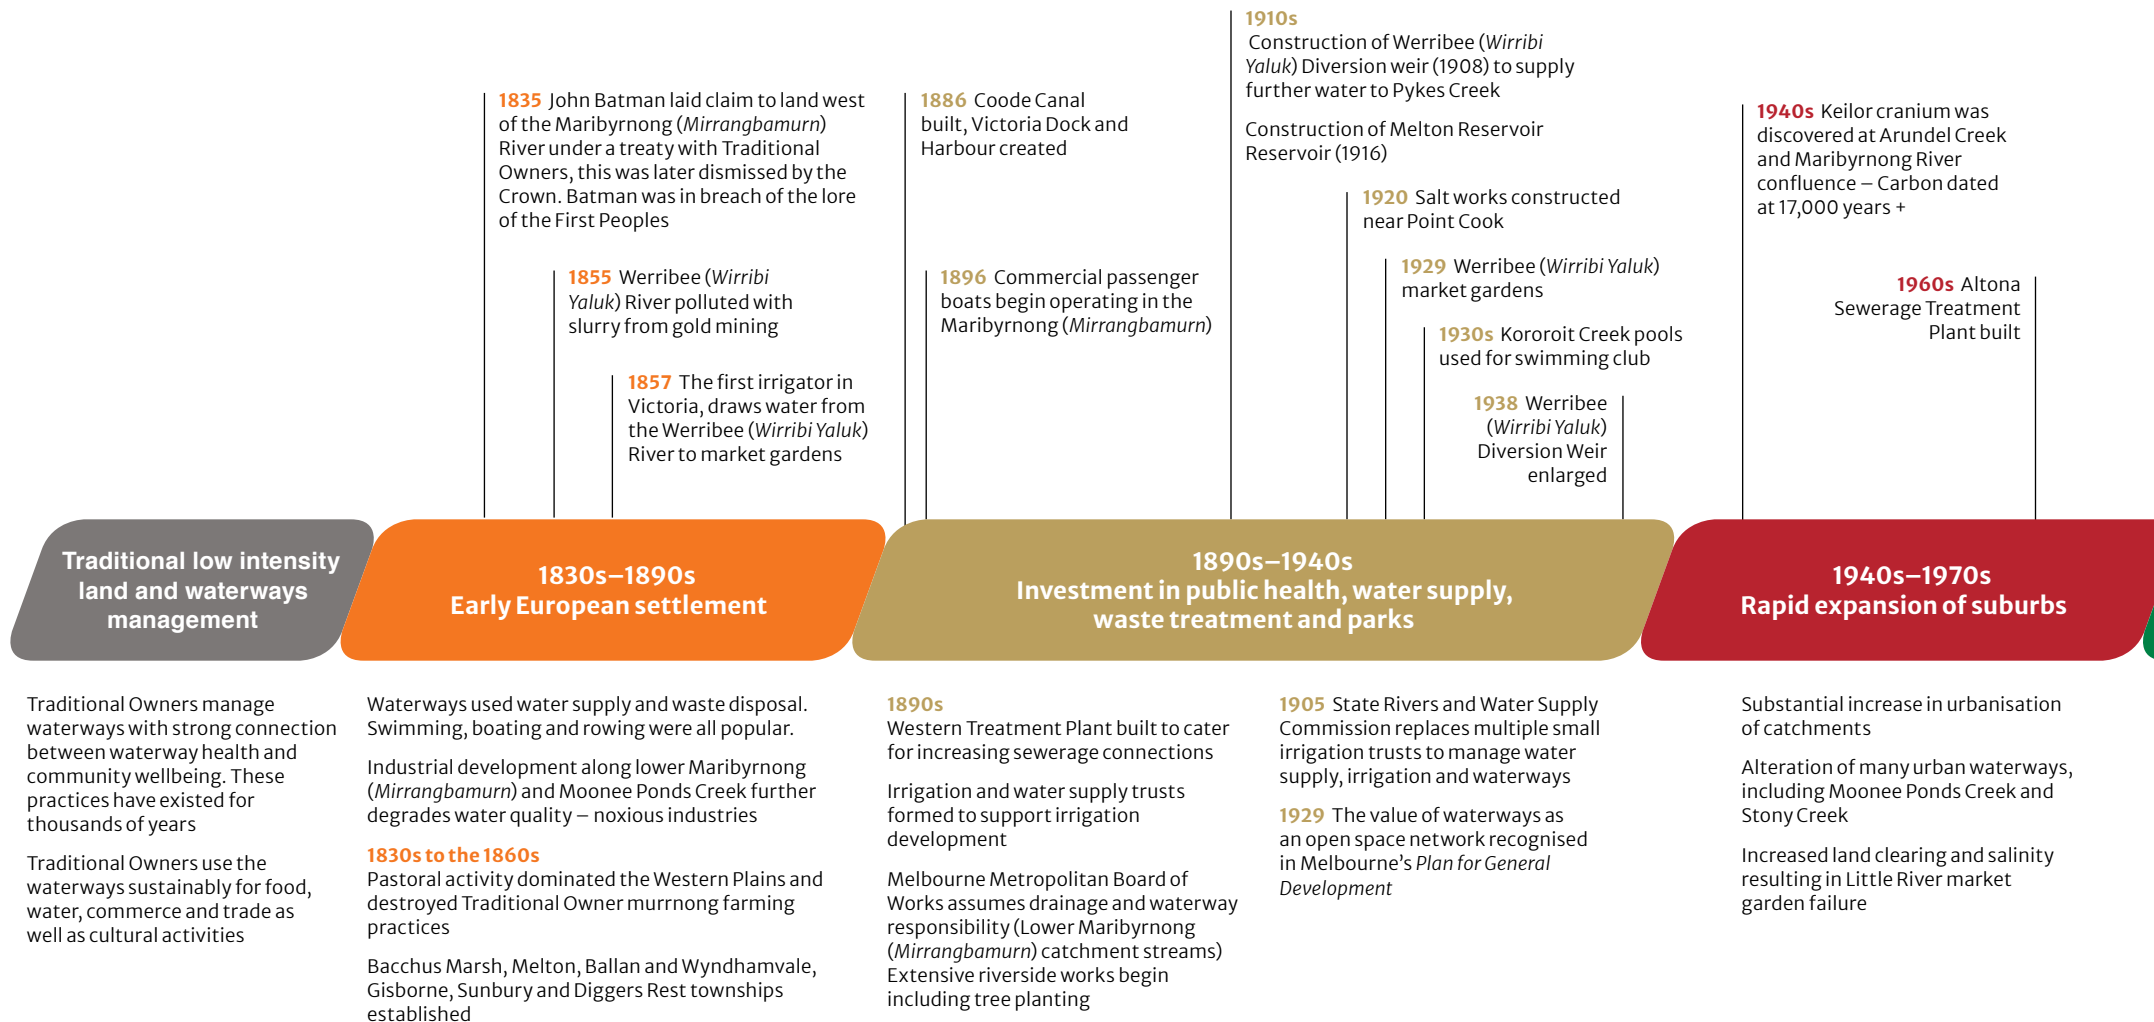 1835 John Batman laid claim to land west
of the Maribyrnong (Mirrangbamurn)
River under a treaty with Traditional
Owners, this was later dismissed by the
Crown. Batman was in breach of the lore
of the First Peoples
1855 Werribee (Wirribi
Yaluk) River polluted with
slurry from gold mining
1857 The first irrigator in
Victoria, draws water from
the Werribee (Wirribi Yaluk)
River to market gardens
1886 Coode Canal
built, Victoria Dock and
Harbour created
1896 Commercial passenger
boats begin operating in the
Maribyrnong (Mirrangbamurn)
1910s
Construction of Werribee (Wirribi
Yaluk) Diversion weir (1908) to supply
further water to Pykes Creek
Construction of Melton Reservoir
Reservoir (1916)
1920 Salt works constructed
near Point Cook
1929 Werribee (Wirribi Yaluk)
market gardens
1930s Kororoit Creek pools
used for swimming club
1938 Werribee
(Wirribi Yaluk)
Diversion Weir
enlarged
1940s Keilor cranium was
discovered at Arundel Creek
and Maribyrnong River
confluence – Carbon dated
at 17,000 years +
1960s Altona
Sewerage Treatment
Plant built
Traditional low intensity
land and waterways
management
1830s–1890s
Early European settlement
1890s–1940s
Investment in public health, water supply,
waste treatment and parks
1940s–1970s
Rapid expansion of suburbs
Traditional Owners manage
waterways with strong connection
between waterway health and
community wellbeing. These
practices have existed for
thousands of years
Traditional Owners use the
waterways sustainably for food,
water, commerce and trade as
well as cultural activities
Waterways used water supply and waste disposal.
Swimming, boating and rowing were all popular.
Industrial development along lower Maribyrnong
(Mirrangbamurn) and Moonee Ponds Creek further
degrades water quality – noxious industries
1830s to the 1860s
Pastoral activity dominated the Western Plains and
destroyed Traditional Owner murrnong farming
practices
Bacchus Marsh, Melton, Ballan and Wyndhamvale,
Gisborne, Sunbury and Diggers Rest townships
established
1890s
Western Treatment Plant built to cater
for increasing sewerage connections
Irrigation and water supply trusts
formed to support irrigation
development
Melbourne Metropolitan Board of
Works assumes drainage and waterway
responsibility (Lower Maribyrnong
(Mirrangbamurn) catchment streams)
Extensive riverside works begin
including tree planting
1905 State Rivers and Water Supply
Commission replaces multiple small
irrigation trusts to manage water
supply, irrigation and waterways
1929 The value of waterways as
an open space network recognised
in Melbourne's Plan for General
Development
Substantial increase in urbanisation
of catchments
Alteration of many urban waterways,
including Moonee Ponds Creek and
Stony Creek
Increased land clearing and salinity
resulting in Little River market
garden failure